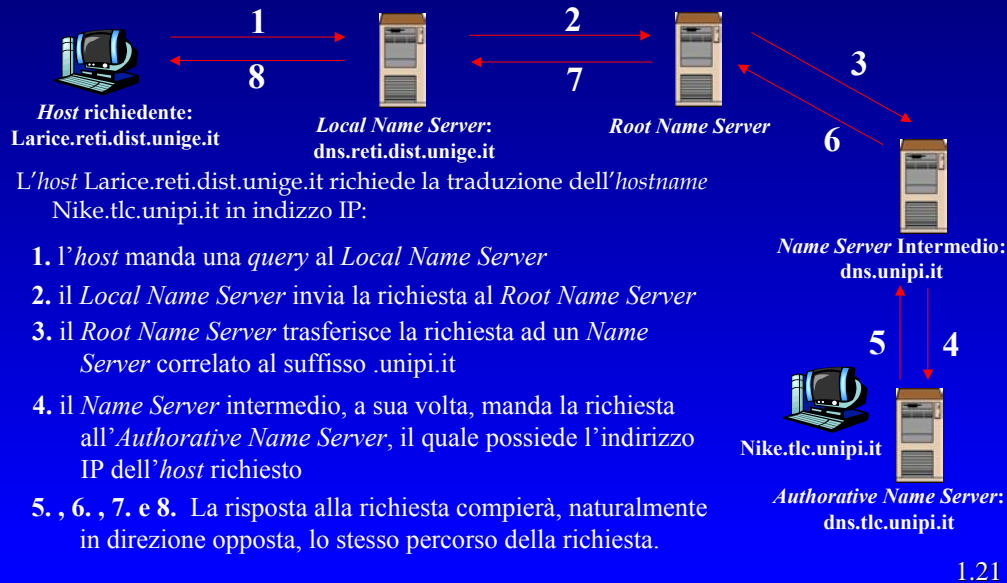 1
2
8
7
3
6
Host richiedente:
Larice.reti.dist.unige.it
Local Name Server:
dns.reti.dist.unige.it
Root Name Server
L'host Larice.reti.dist.unige.it richiede la traduzione dell'hostname
Nike.tlc.unipi.it in indizzo IP:
Name Server Intermedio:
dns.unipi.it
1. l'host manda una query al Local Name Server
2. il Local Name Server invia la richiesta al Root Name Server
3. il Root Name Server trasferisce la richiesta ad un Name
Server correlato al suffisso .unipi.it
5
4
4. il Name Server intermedio, a sua volta, manda la richiesta
all'Authorative Name Server, il quale possiede l'indirizzo
IP dell'host richiesto
Nike.tlc.unipi.it
Authorative Name Server:
dns.tlc.unipi.it
5. , 6. , 7. e 8. La risposta alla richiesta compierà, naturalmente
in direzione opposta, lo stesso percorso della richiesta.
1.21